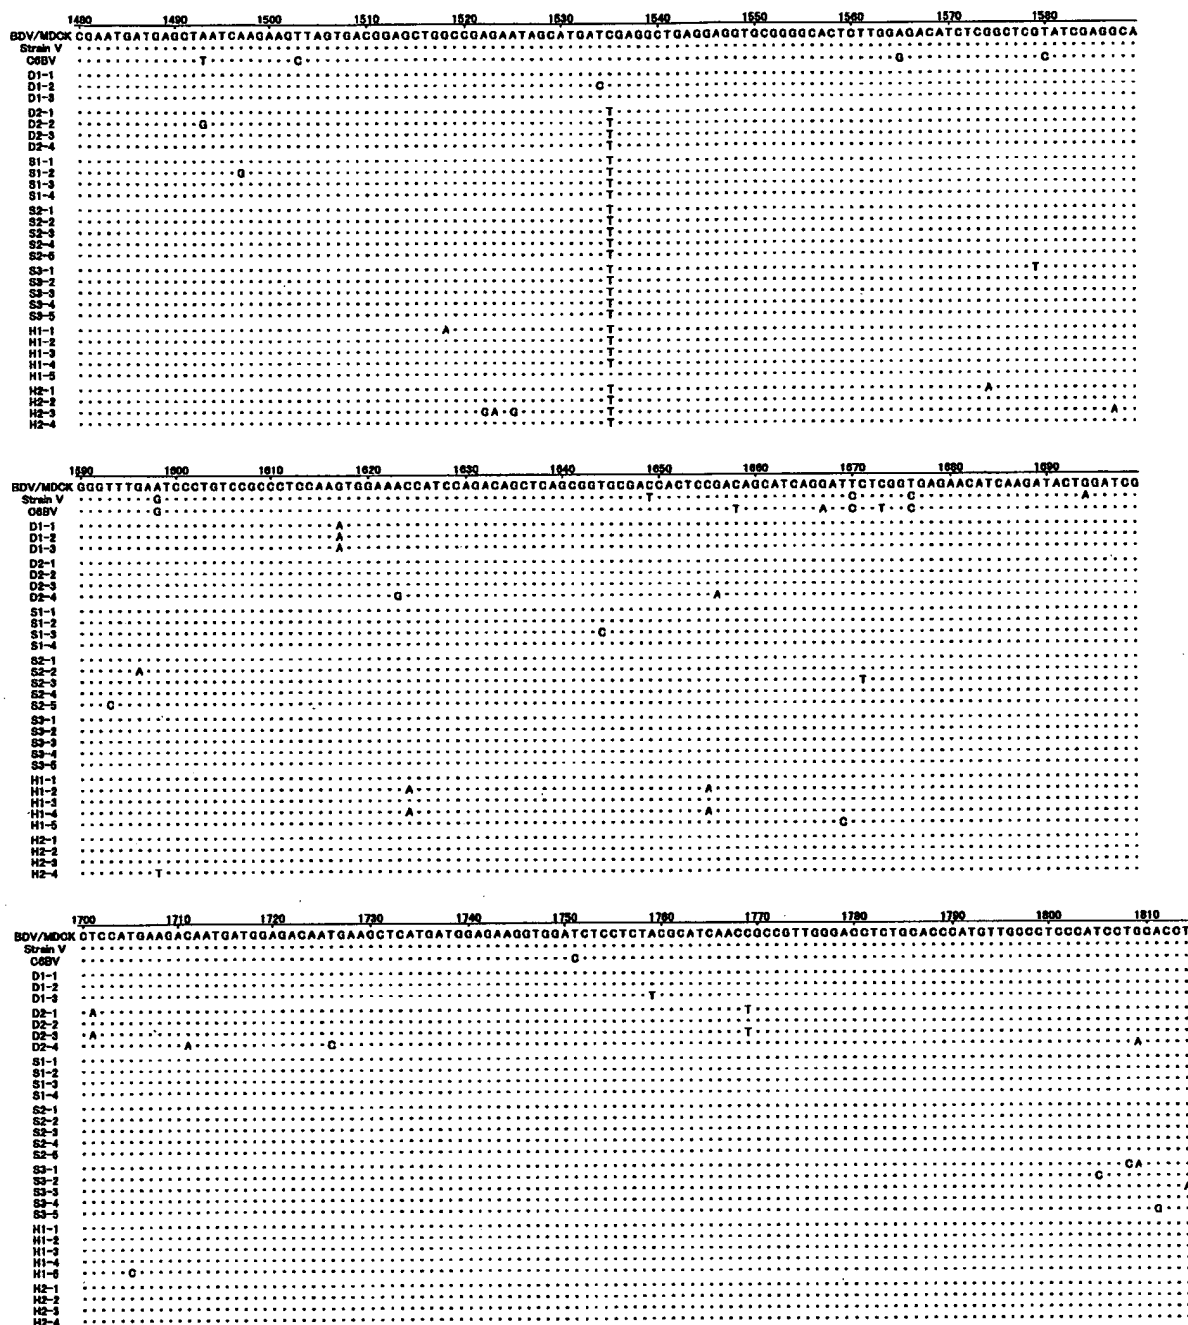 1480 1490 1500 1510 1520 1530 1540 1550 1560 1570 1580
BDV/MDCK CGAATGATGAGCTAATCAAGAAGTTAGTGACGGAGCTGGCCGAGAATAGCATGATCGAGGCTGAGGAGGTGCGGGGCACTCTTGGAGACATCTCGGCTCGTATCGAGGCA
Strain V
C6BV T C G C
D1-1
D1-2 C
D1-3
D2-1 T
D2-2 G T
D2-3 T
D2-4 T
S1-1 T
S1-2 G T
S1-3 T
S1-4 T
S2-1 T
S2-2 T
S2-3 T
S2-4 T
S2-5 T
S3-1 T T
S3-2 T
S3-3 T
S3-4 T
S3-5 T
H1-1 A T
H1-2 T
H1-3 T
H1-4 T
H1-5
H2-1 T A
H2-2 T
H2-3 GA G T A
H2-4 T
1590 1600 1610 1620 1630 1640 1650 1660 1670 1680 1690
BDV/MDCK GGGTTTGAATCCCTGTCCGCCCTCCAAGTGGAAACCATCCAGACAGCTCAGCGGTGCGACCACTCCGACAGCATCAGGATTCTCGGTGAGAACATCAAGATACTGGATCG
Strain V G T C C A
C6BV G T A C T C
D1-1 A
D1-2 A
D1-3 A
D2-1
D2-2
D2-3
D2-4 G A
S1-1
S1-2
S1-3 C
S1-4
S2-1
S2-2 A
S2-3 T
S2-4
S2-5 C
S3-1
S3-2
S3-3
S3-4
S3-5
H1-1
H1-2 A A
H1-3
H1-4 A A
H1-5 C
H2-1
H2-2
H2-3
H2-4 T
1700 1710 1720 1730 1740 1750 1760 1770 1780 1790 1800 1810
BDV/MDCK GTCCATGAAGACAATGATGGAGACAATGAAGCTCATGATGGAGAAGGTGGATCTCCTCTACGCATCAACCGCCGTTGGGACCTCTGCACCCATGTTGCCCTCCCATCCTGCACCT
Strain V
C6BV C
D1-1
D1-2
D1-3 T
D2-1 A T
D2-2
D2-3 A T
D2-4 A G A
S1-1
S1-2
S1-3
S1-4
S2-1
S2-2
S2-3
S2-4
S2-5
S3-1 CA
S3-2 C
S3-3 A
S3-4
S3-5 G
H1-1
H1-2
H1-3
H1-4
H1-5 C
H2-1
H2-2
H2-3
H2-4